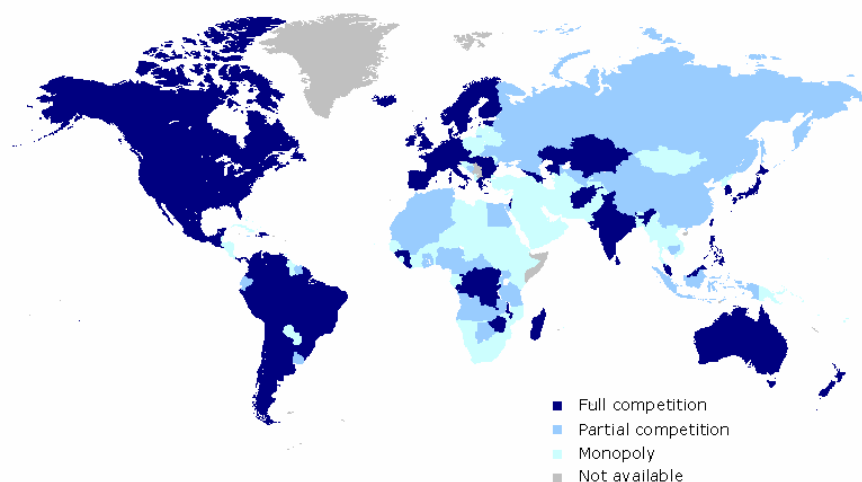 Full competition
Partial competition
Monopoly
Not available